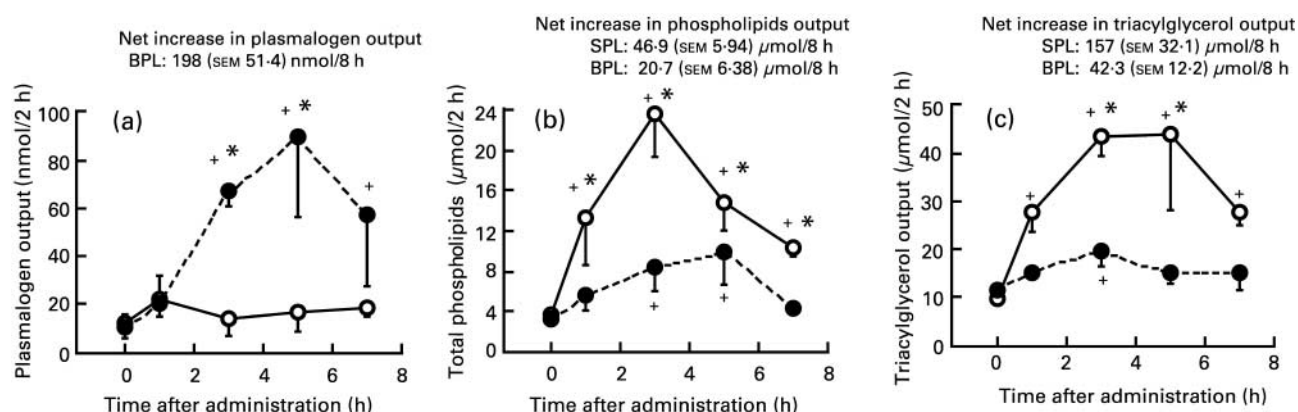 Net increase in plasmalogen output
BPL: 198 (SEM 51·4) nmol/8 h
Plasmalogen output (nmol/2 h)
100
80
60
40
20
0
(a)
+ *
+ *
+
0 2 4 6 8
Time after administration (h)
Net increase in phospholipids output
SPL: 46·9 (SEM 5·94) µmol/8 h
BPL: 20·7 (SEM 6·38) µmol/8 h
Total phospholipids (µmol/2 h)
24
20
16
12
8
4
0
(b)
+ *
+ *
+ *
+ *
+
+
0 2 4 6 8
Time after administration (h)
Net increase in triacylglycerol output
SPL: 157 (SEM 32·1) µmol/8 h
BPL: 42·3 (SEM 12·2) µmol/8 h
Triacylglycerol output (µmol/2 h)
50
40
30
20
10
0
(c)
+ *
+ *
+
+
+
0 2 4 6 8
Time after administration (h)